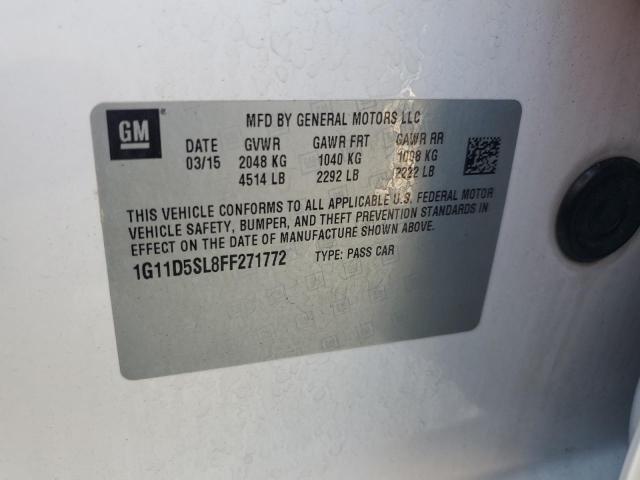 GM
MFD BY GENERAL MOTORS LLC
DATE GVWR GAWR FRT GAWR RR
03/15 2048 KG 1040 KG 1008 KG
4514 LB 2292 LB 2222 LB
THIS VEHICLE CONFORMS TO ALL APPLICABLE U.S. FEDERAL MOTOR
VEHICLE SAFETY, BUMPER, AND THEFT PREVENTION STANDARDS IN
EFFECT ON THE DATE OF MANUFACTURE SHOWN ABOVE.
1G11D5SL8FF271772 TYPE: PASS CAR